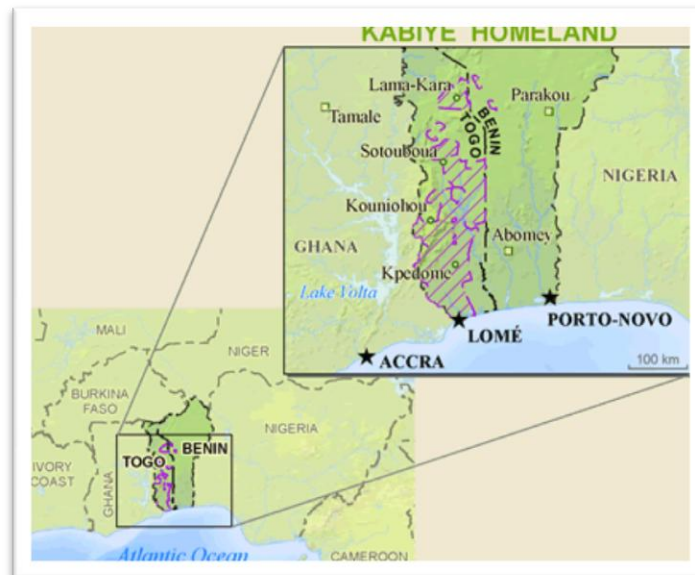 KABIYE HOMELAND
Lama-Kara
Parakou
Tamale
TOGO
BENIN
Sotouboua
NIGERIA
Kouniohou
GHANA
Abomey
Kpedome
Lake Volta
PORTO-NOVO
LOMÉ
ACCRA
100 km
MALI
NIGER
BURKINA
FASO
NIGERIA
BENIN
TOGO
IVORY
COAST
GHANA
Atlantic Ocean
CAMEROON